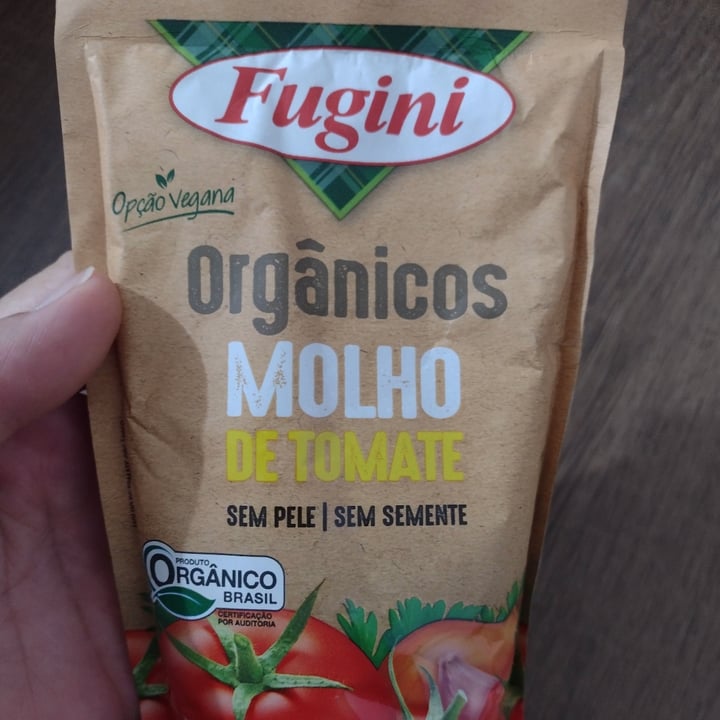 Fugini
Opção Vegana
Orgânicos
MOLHO
DE TOMATE
SEM PELE | SEM SEMENTE
PRODUTO
ORGÂNICO
BRASIL
CERTIFICAÇÃO
POR AUDITORIA